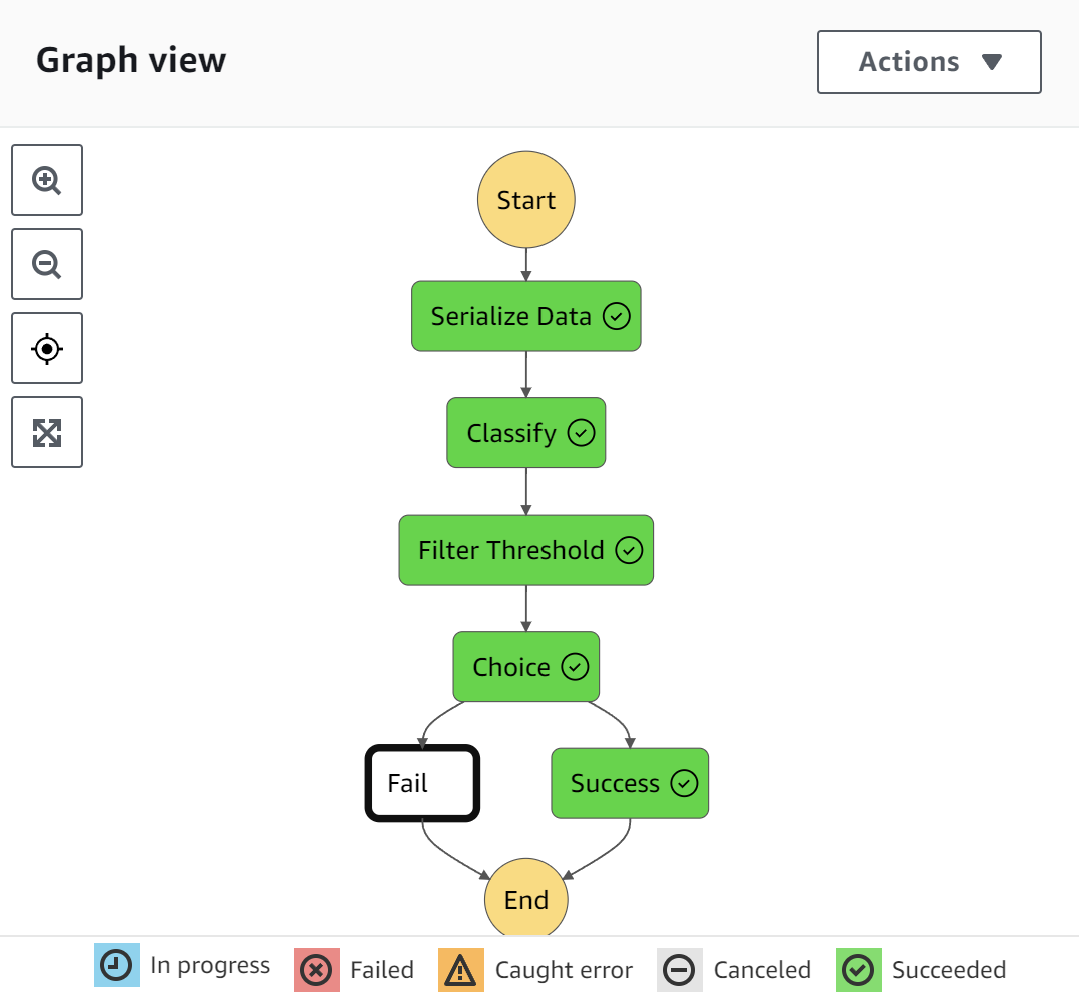 Graph view
Actions
Start
Serialize Data
Classify
Filter Threshold
Choice
Fail
Success
End
In progress
Failed
Caught error
Canceled
Succeeded